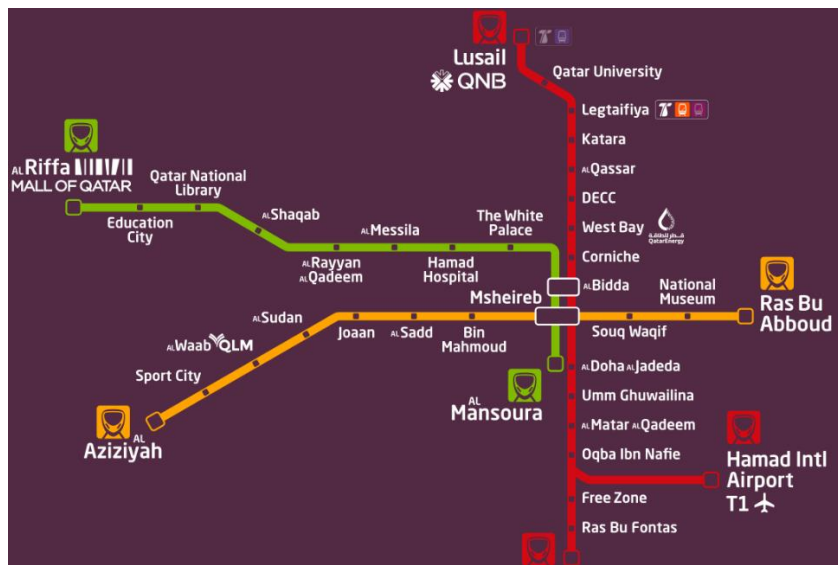 Lusail
QNB
Qatar University
Legtaifiya
Katara
AL Qassar
DECC
West Bay
قطر للطاقة
QatarEnergy
Corniche
AL Bidda
AL Riffa
MALL OF QATAR
Qatar National
Library
Education
City
AL Shaqab
AL Rayyan
AL Qadeem
AL Messila
Hamad
Hospital
The White
Palace
Msheireb
National
Museum
Souq Waqif
Ras Bu
Abboud
AL Sudan
AL Waab QLM
Sport City
Joaan
AL Sadd
Bin
Mahmoud
AL
Aziziyah
AL
Mansoura
AL Doha AL Jadeda
Umm Ghuwailina
AL Matar AL Qadeem
Oqba Ibn Nafie
Hamad Intl
Airport
T1
Free Zone
Ras Bu Fontas